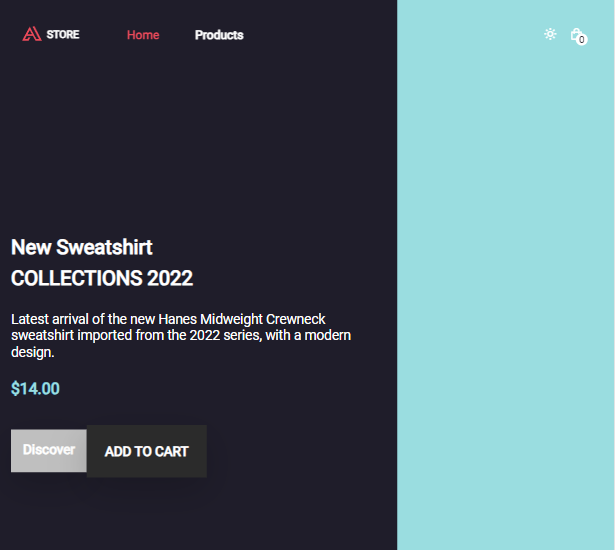 STORE Home Products 0
New Sweatshirt
COLLECTIONS 2022
Latest arrival of the new Hanes Midweight Crewneck
sweatshirt imported from the 2022 series, with a modern
design.
$14.00
Discover ADD TO CART